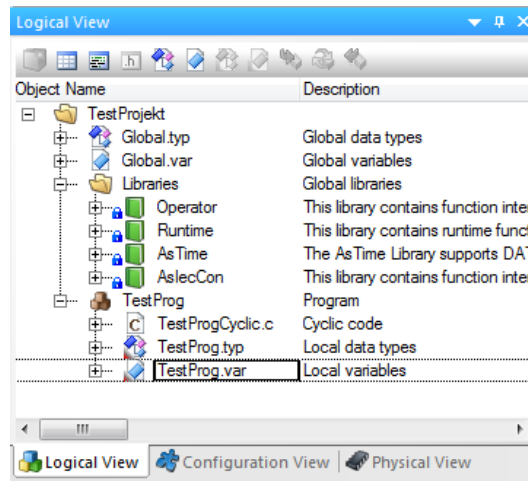 Logical View
.h
Object Name Description
TestProjekt
Global.typ Global data types
Global.var Global variables
Libraries Global libraries
Operator This library contains function inter
Runtime This library contains runtime funct
AsTime The AsTime Library supports DAT
AsIecCon This library contains function inter
TestProg Program
C TestProgCyclic.c Cyclic code
TestProg.typ Local data types
TestProg.var Local variables
Logical View Configuration View Physical View